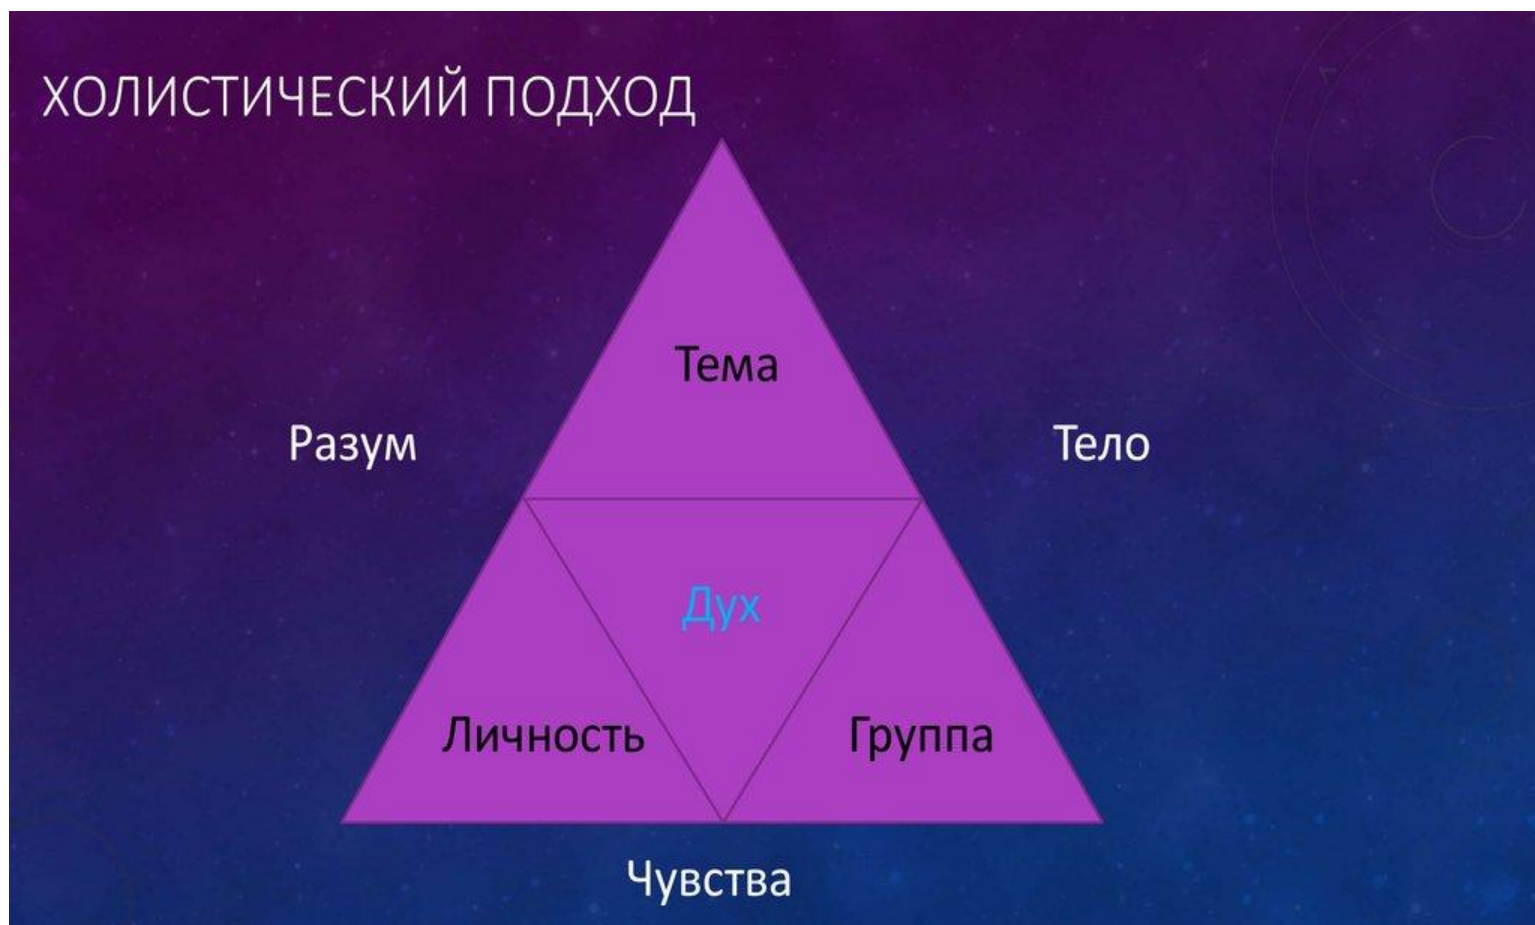 ХОЛИСТИЧЕСКИЙ ПОДХОД
Тема
Разум
Тело
Дух
Личность
Группа
Чувства